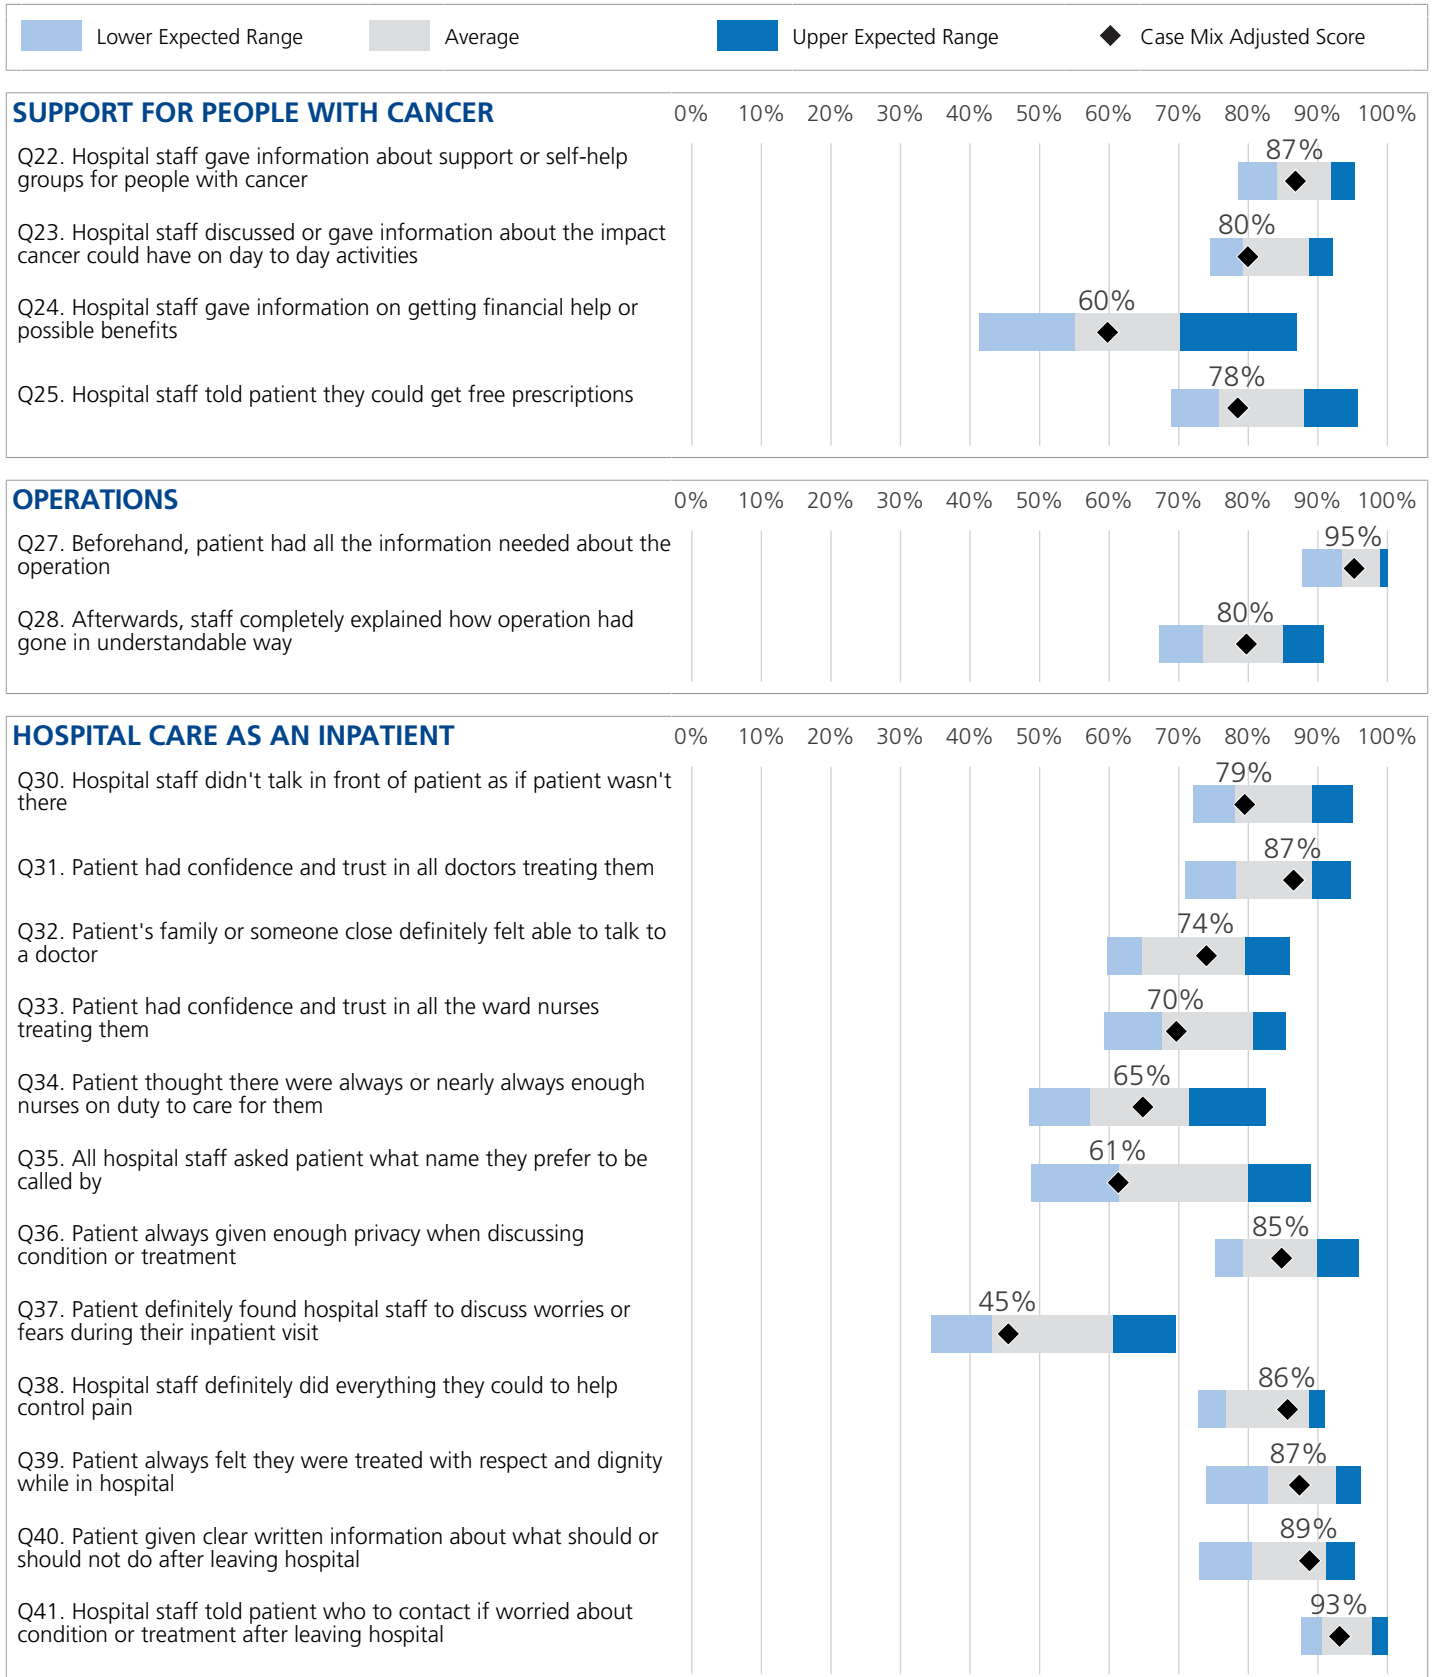 Lower Expected Range Average Upper Expected Range Case Mix Adjusted Score
SUPPORT FOR PEOPLE WITH CANCER 0% 10% 20% 30% 40% 50% 60% 70% 80% 90% 100%
Q22. Hospital staff gave information about support or self-help
groups for people with cancer
87%
Q23. Hospital staff discussed or gave information about the impact
cancer could have on day to day activities
80%
Q24. Hospital staff gave information on getting financial help or
possible benefits
60%
Q25. Hospital staff told patient they could get free prescriptions
78%
OPERATIONS 0% 10% 20% 30% 40% 50% 60% 70% 80% 90% 100%
Q27. Beforehand, patient had all the information needed about the
operation
95%
Q28. Afterwards, staff completely explained how operation had
gone in understandable way
80%
HOSPITAL CARE AS AN INPATIENT 0% 10% 20% 30% 40% 50% 60% 70% 80% 90% 100%
Q30. Hospital staff didn't talk in front of patient as if patient wasn't
there
79%
Q31. Patient had confidence and trust in all doctors treating them
87%
Q32. Patient's family or someone close definitely felt able to talk to
a doctor
74%
Q33. Patient had confidence and trust in all the ward nurses
treating them
70%
Q34. Patient thought there were always or nearly always enough
nurses on duty to care for them
65%
Q35. All hospital staff asked patient what name they prefer to be
called by
61%
Q36. Patient always given enough privacy when discussing
condition or treatment
85%
Q37. Patient definitely found hospital staff to discuss worries or
fears during their inpatient visit
45%
Q38. Hospital staff definitely did everything they could to help
control pain
86%
Q39. Patient always felt they were treated with respect and dignity
while in hospital
87%
Q40. Patient given clear written information about what should or
should not do after leaving hospital
89%
Q41. Hospital staff told patient who to contact if worried about
condition or treatment after leaving hospital
93%